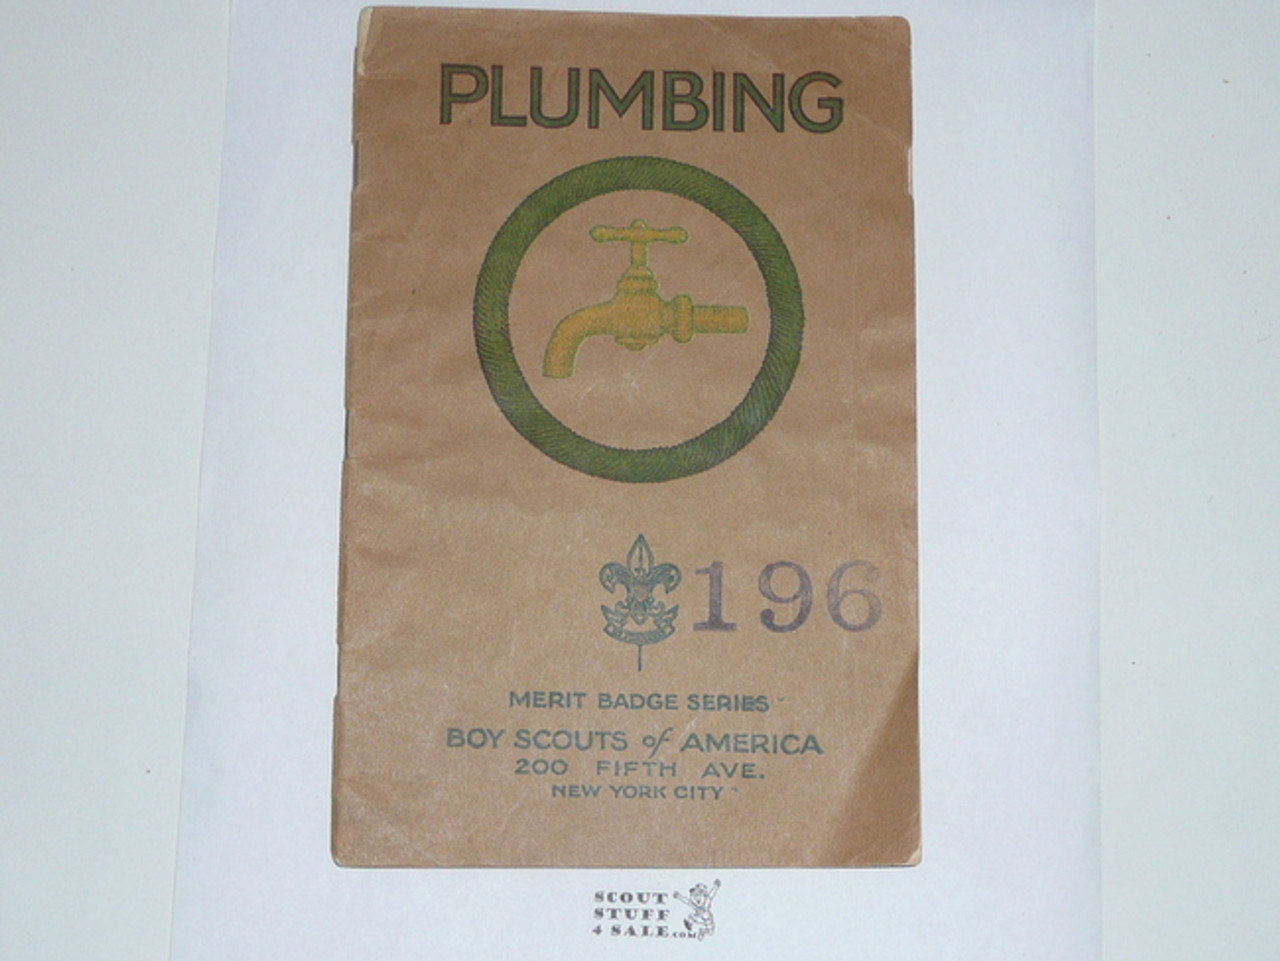 PLUMBING
196
MERIT BADGE SERIES
BOY SCOUTS of AMERICA
200 FIFTH AVE.
NEW YORK CITY
SCOUT
STUFF
4 SALE.COM